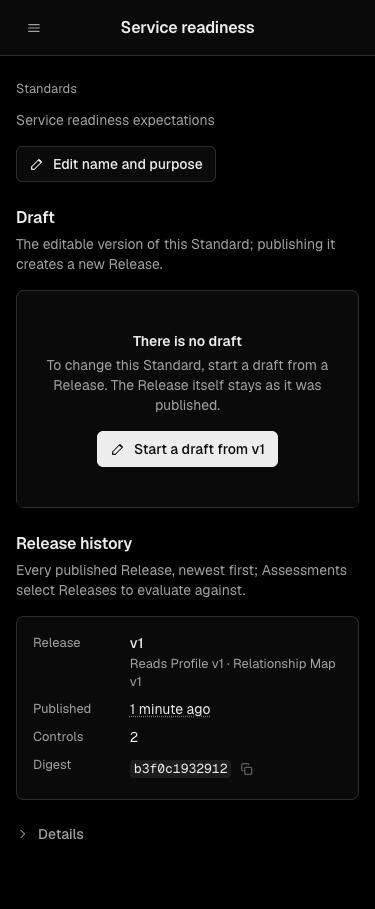 Service readiness
Standards
Service readiness expectations
Edit name and purpose
Draft
The editable version of this Standard; publishing it
creates a new Release.
There is no draft
To change this Standard, start a draft from a
Release. The Release itself stays as it was
published.
Start a draft from v1
Release history
Every published Release, newest first; Assessments
select Releases to evaluate against.
Release v1
Reads Profile v1 · Relationship Map
v1
Published 1 minute ago
Controls 2
Digest b3f0c1932912
Details